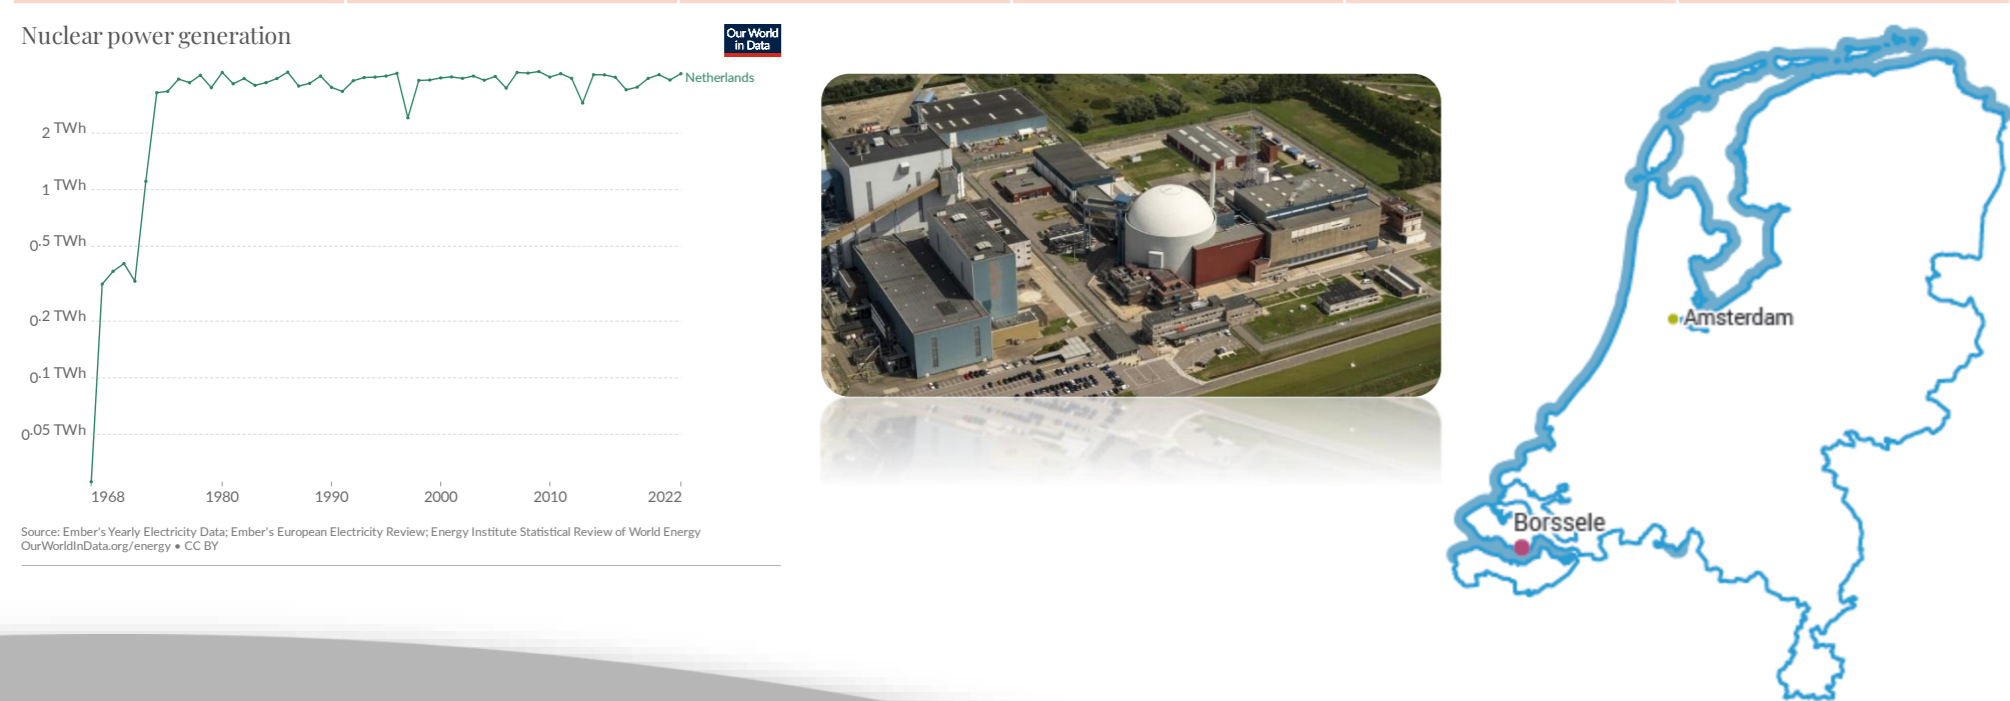 Nuclear power generation
Our World
in Data
Netherlands
2 TWh
1 TWh
0.5 TWh
0.2 TWh
0.1 TWh
0.05 TWh
1968 1980 1990 2000 2010 2022
Source: Ember's Yearly Electricity Data; Ember's European Electricity Review; Energy Institute Statistical Review of World Energy
OurWorldInData.org/energy • CC BY
Amsterdam
Borssele